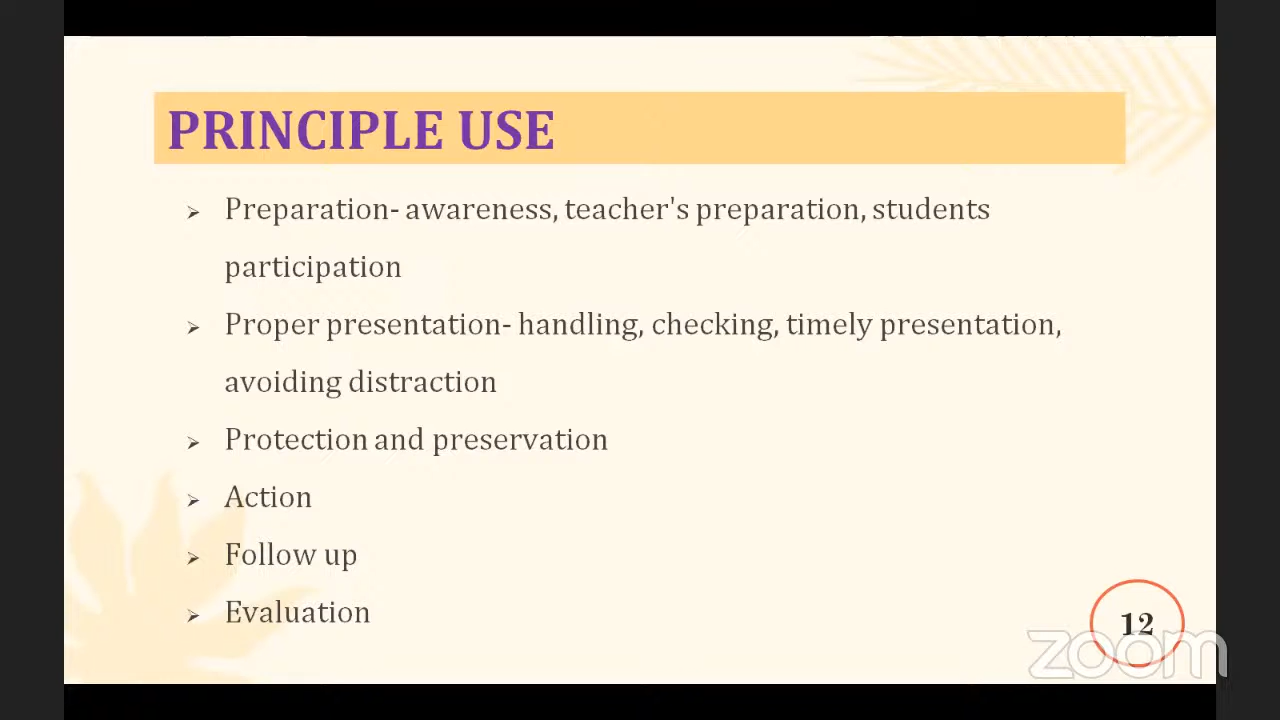 PRINCIPLE USE
Preparation- awareness, teacher's preparation, students
participation
Proper presentation- handling, checking, timely presentation,
avoiding distraction
Protection and preservation
Action
Follow up
Evaluation
12
zoom